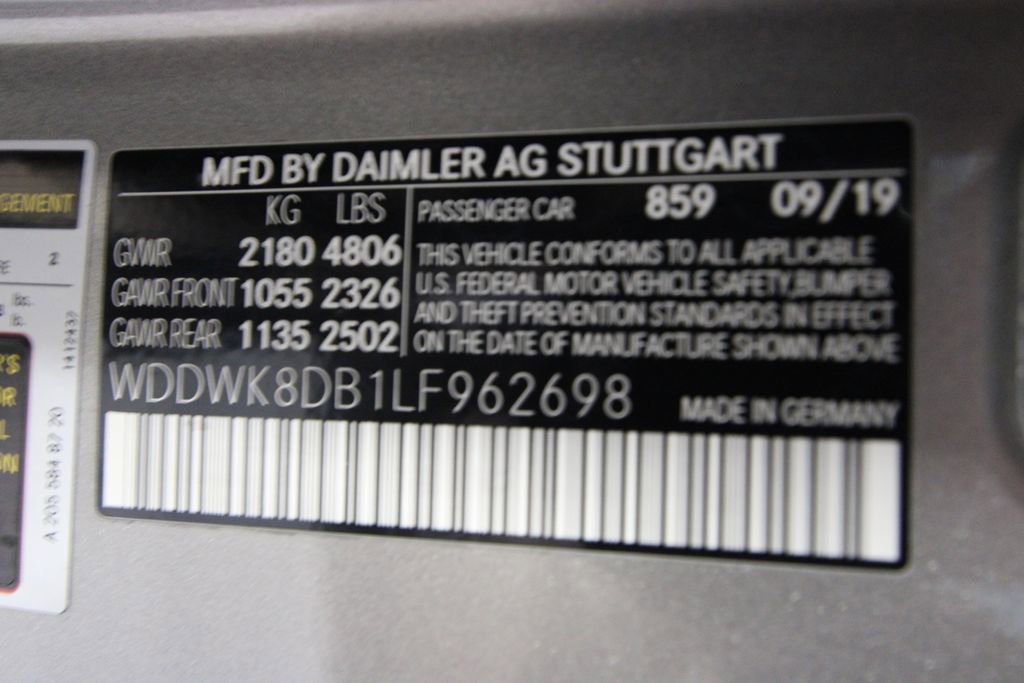 MFD BY DAIMLER AG STUTTGART
KG LBS
GVWR 2180 4806
GAWR FRONT 1055 2326
GAWR REAR 1135 2502
PASSENGER CAR 859 09/19
THIS VEHICLE CONFORMS TO ALL APPLICABLE
U.S. FEDERAL MOTOR VEHICLE SAFETY,BUMPER
AND THEFT PREVENTION STANDARDS IN EFFECT
ON THE DATE OF MANUFACTURE SHOWN ABOVE
WDDWK8DB1LF962698
MADE IN GERMANY
GEMENT
2
lbs.
A 205 584 87 20